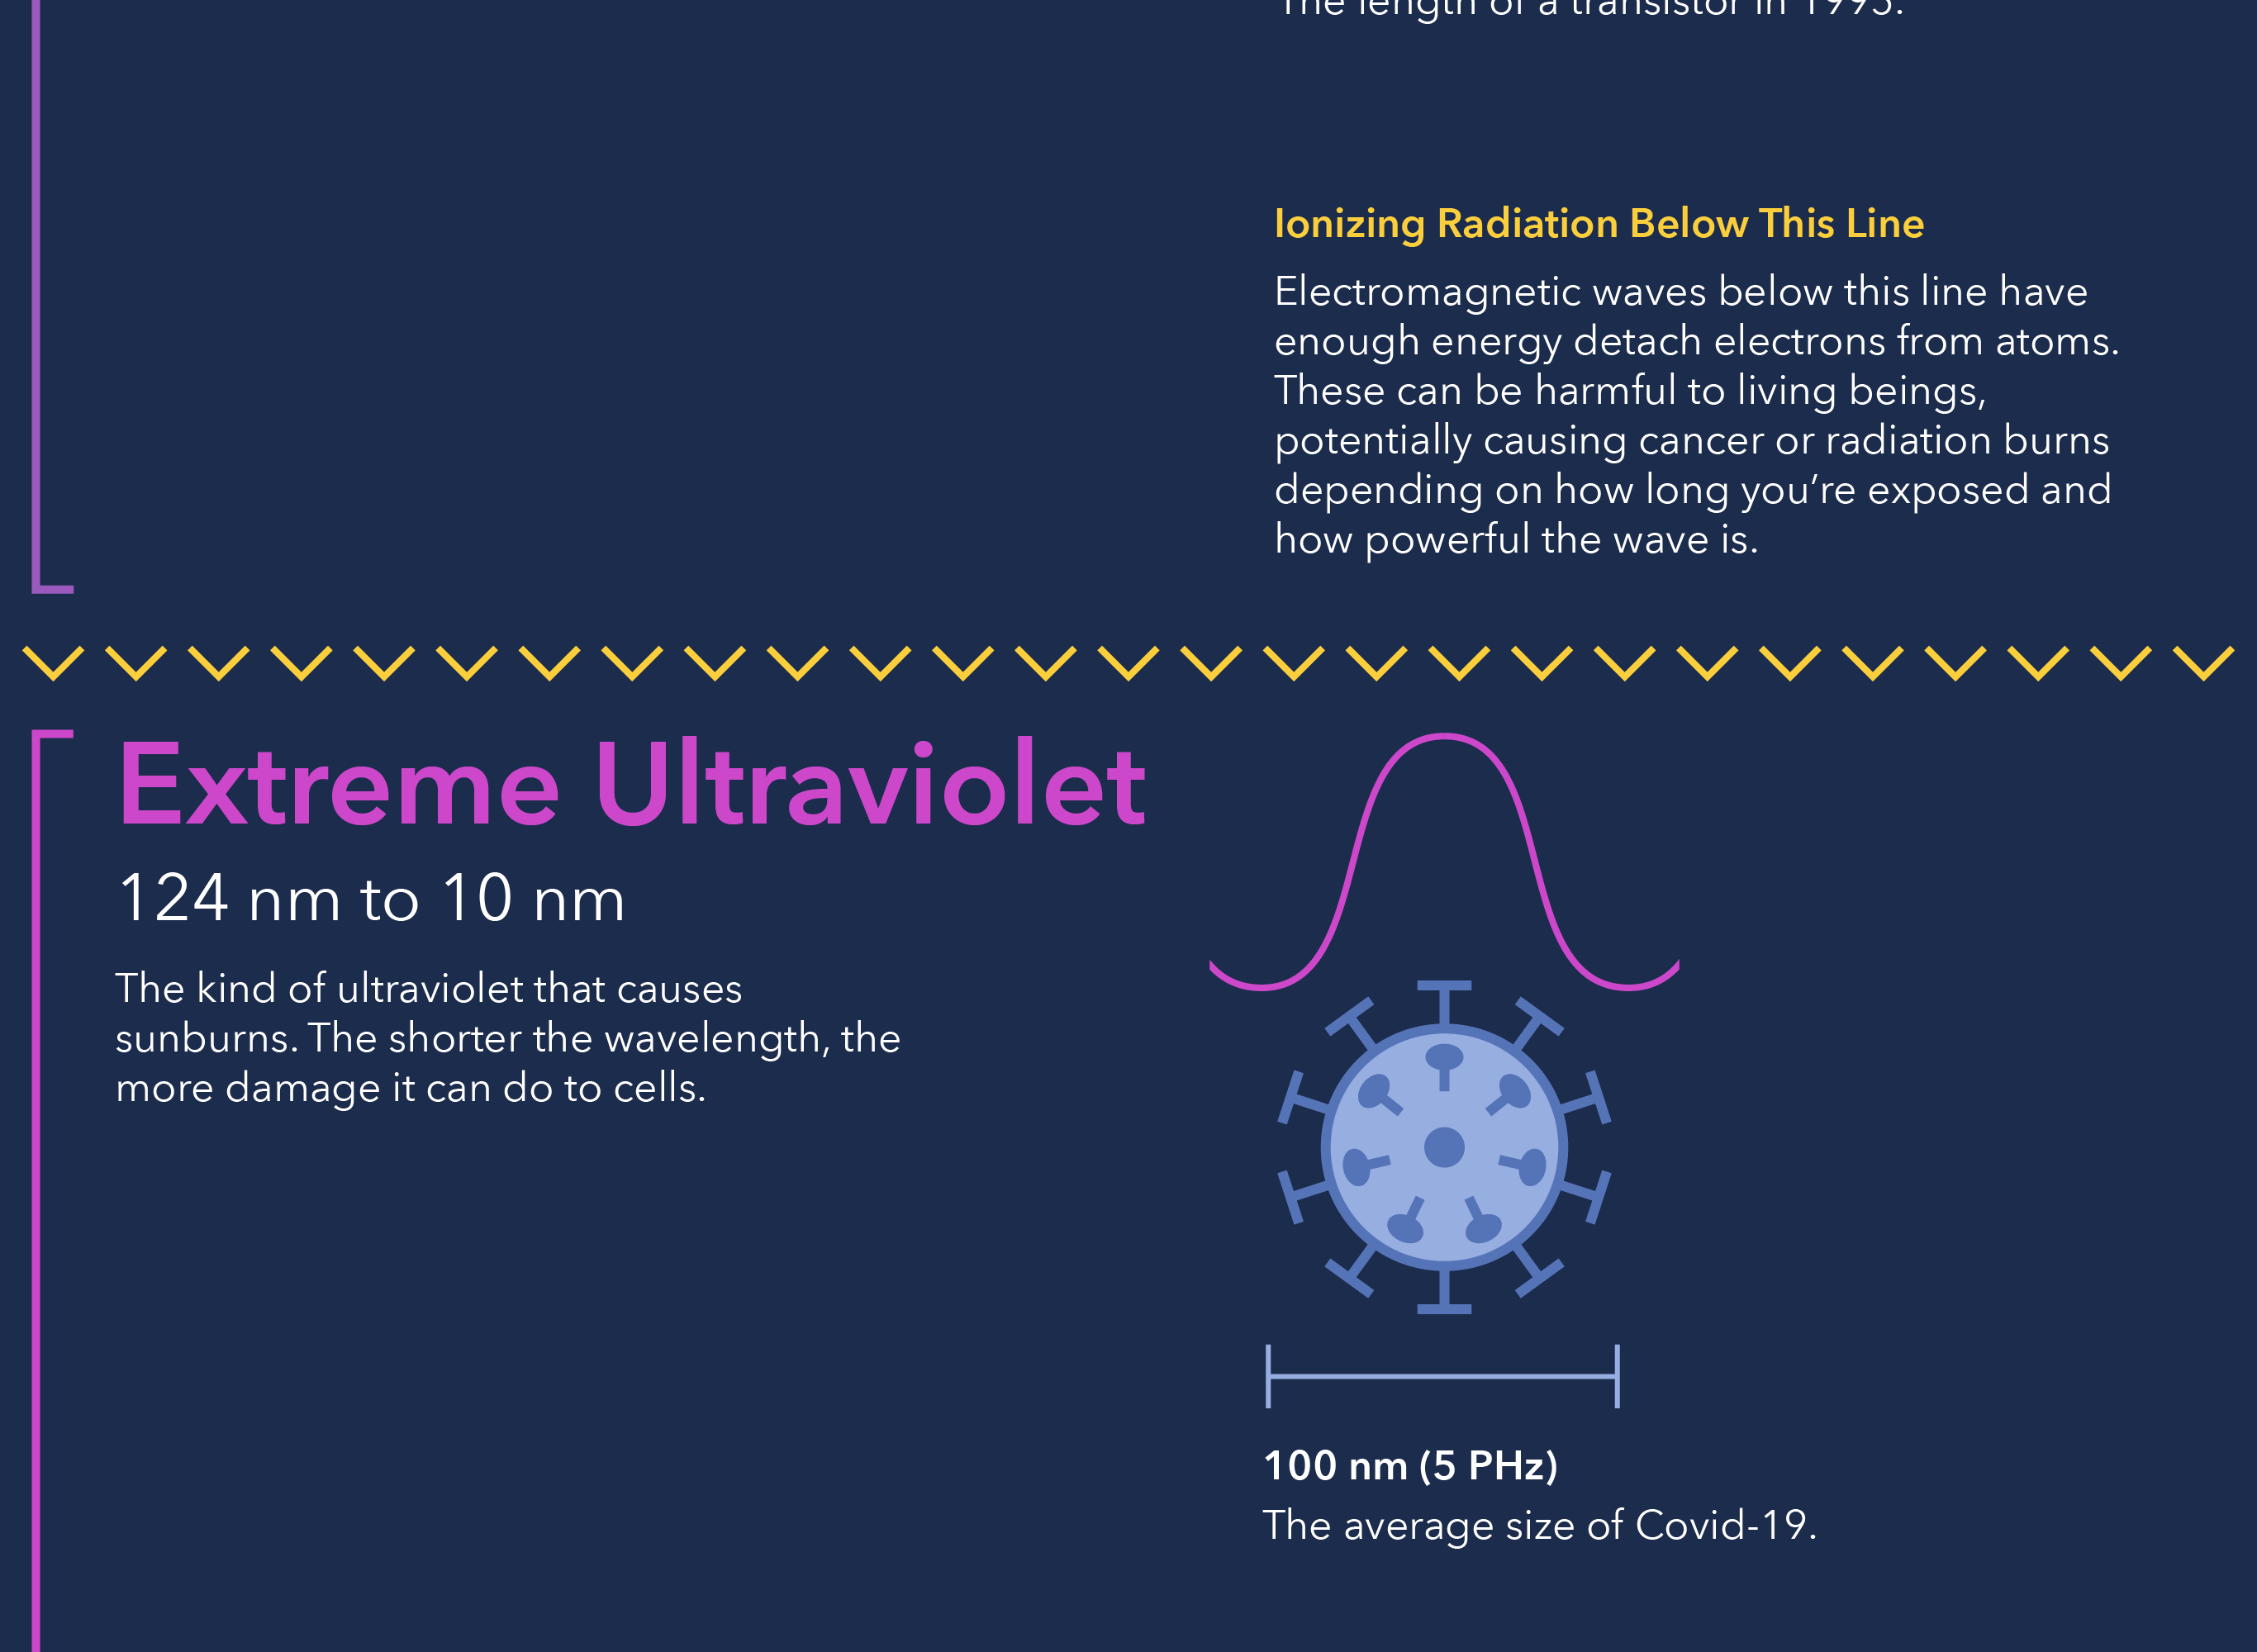 The length of a transistor in 1995.
Ionizing Radiation Below This Line
Electromagnetic waves below this line have
enough energy detach electrons from atoms.
These can be harmful to living beings,
potentially causing cancer or radiation burns
depending on how long you’re exposed and
how powerful the wave is.
Extreme Ultraviolet
124 nm to 10 nm
The kind of ultraviolet that causes
sunburns. The shorter the wavelength, the
more damage it can do to cells.
100 nm (5 PHz)
The average size of Covid-19.